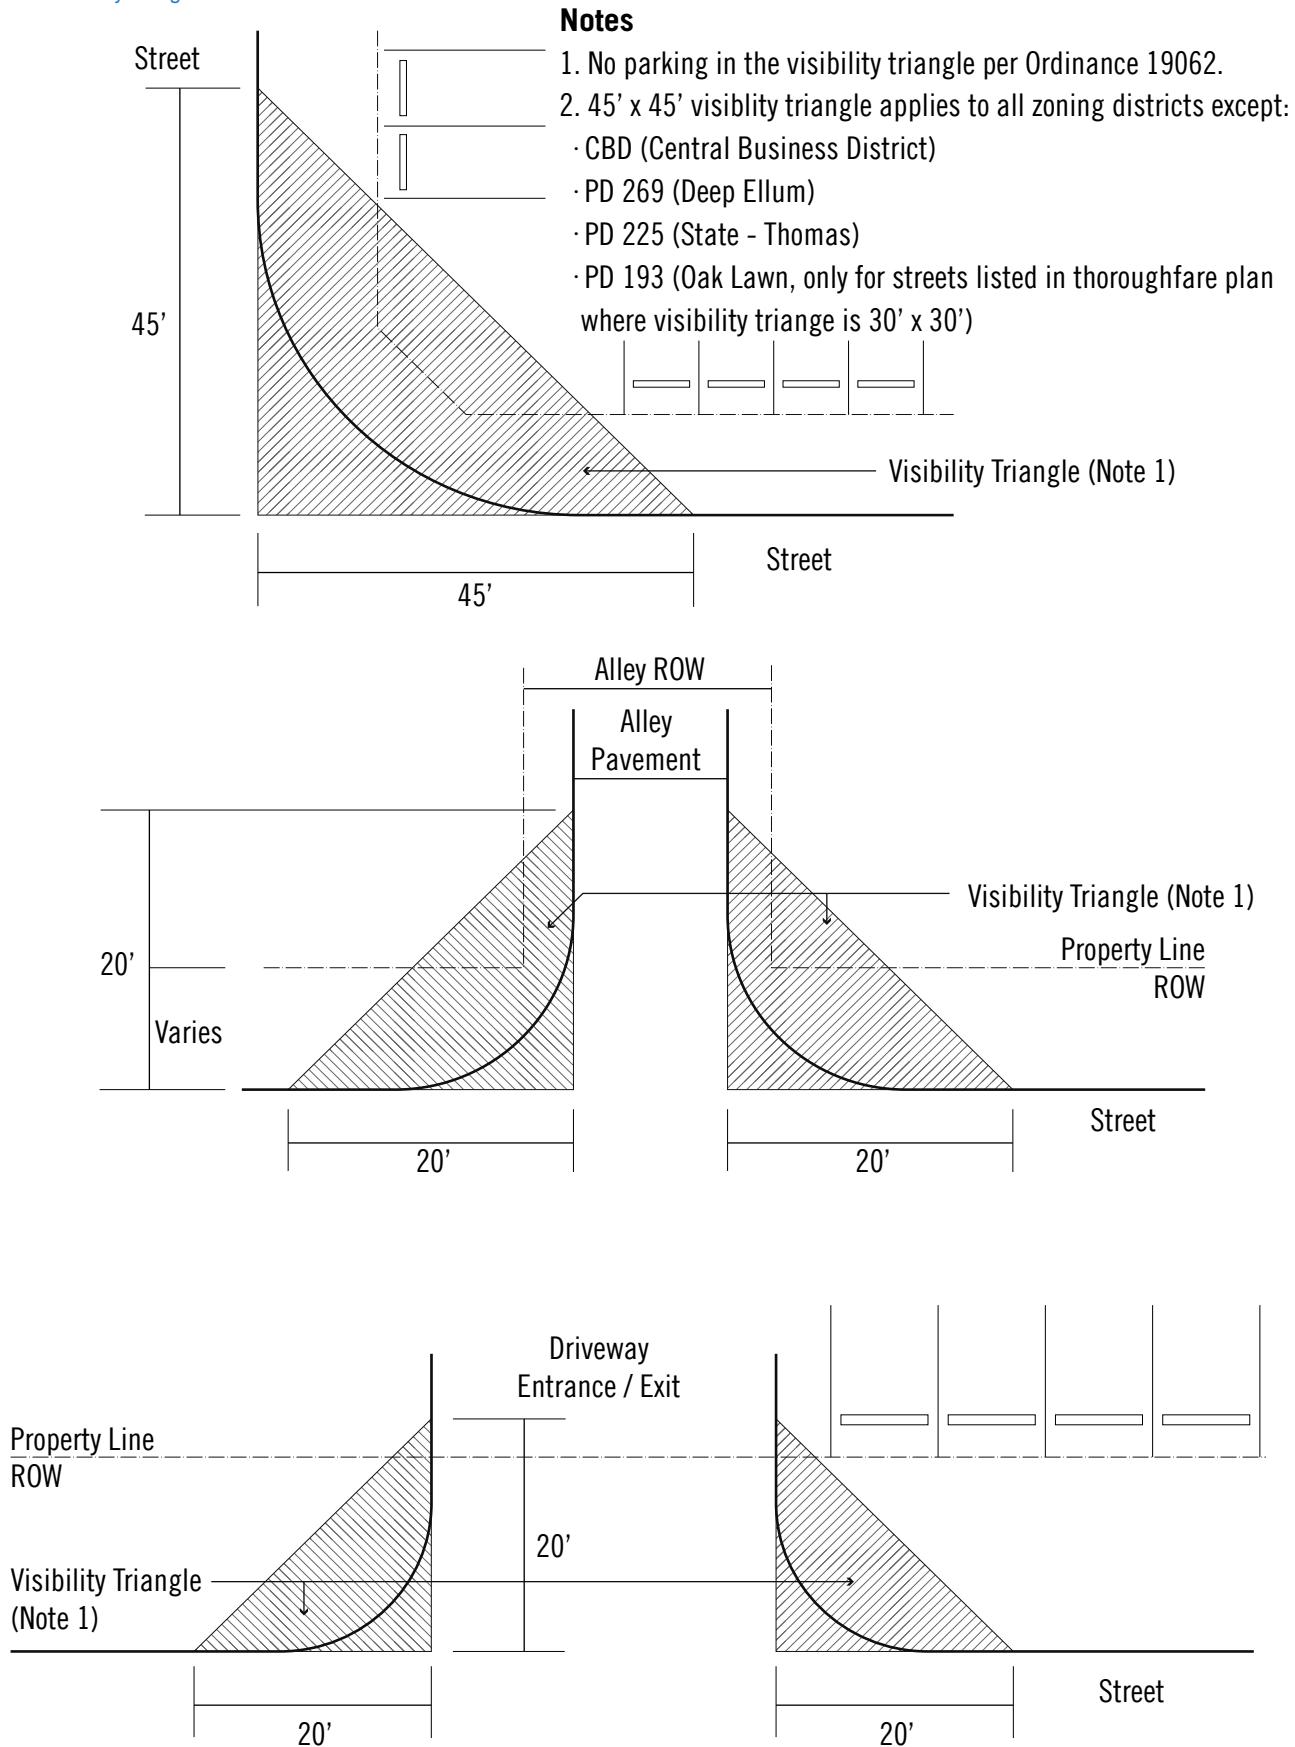 Notes
Street
1. No parking in the visibility triangle per Ordinance 19062.
2. 45’ x 45’ visiblity triangle applies to all zoning districts except:
· CBD (Central Business District)
· PD 269 (Deep Ellum)
· PD 225 (State - Thomas)
· PD 193 (Oak Lawn, only for streets listed in thoroughfare plan
where visibility triange is 30’ x 30’)
45’
Visibility Triangle (Note 1)
Street
45’
Alley ROW
Alley
Pavement
Visibility Triangle (Note 1)
Property Line
20’
ROW
Varies
Street
20’
20’
Driveway
Entrance / Exit
Property Line
ROW
20’
Visibility Triangle
(Note 1)
Street
20’
20’